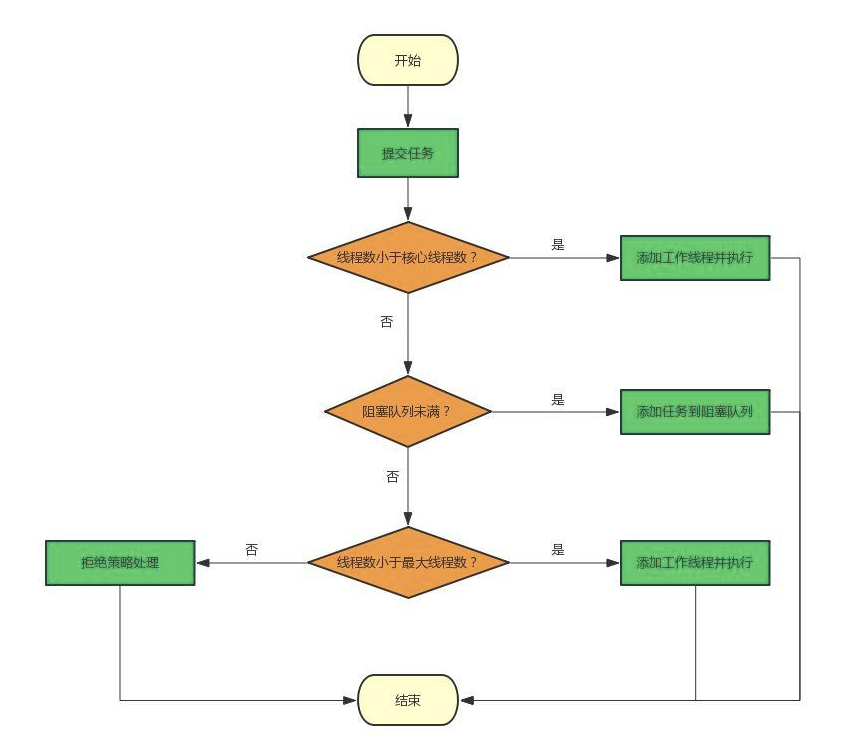 开始
提交任务
线程数小于核心线程数？
是
添加工作线程并执行
否
阻塞队列未满？
是
添加任务到阻塞队列
否
拒绝策略处理
否
线程数小于最大线程数？
是
添加工作线程并执行
结束